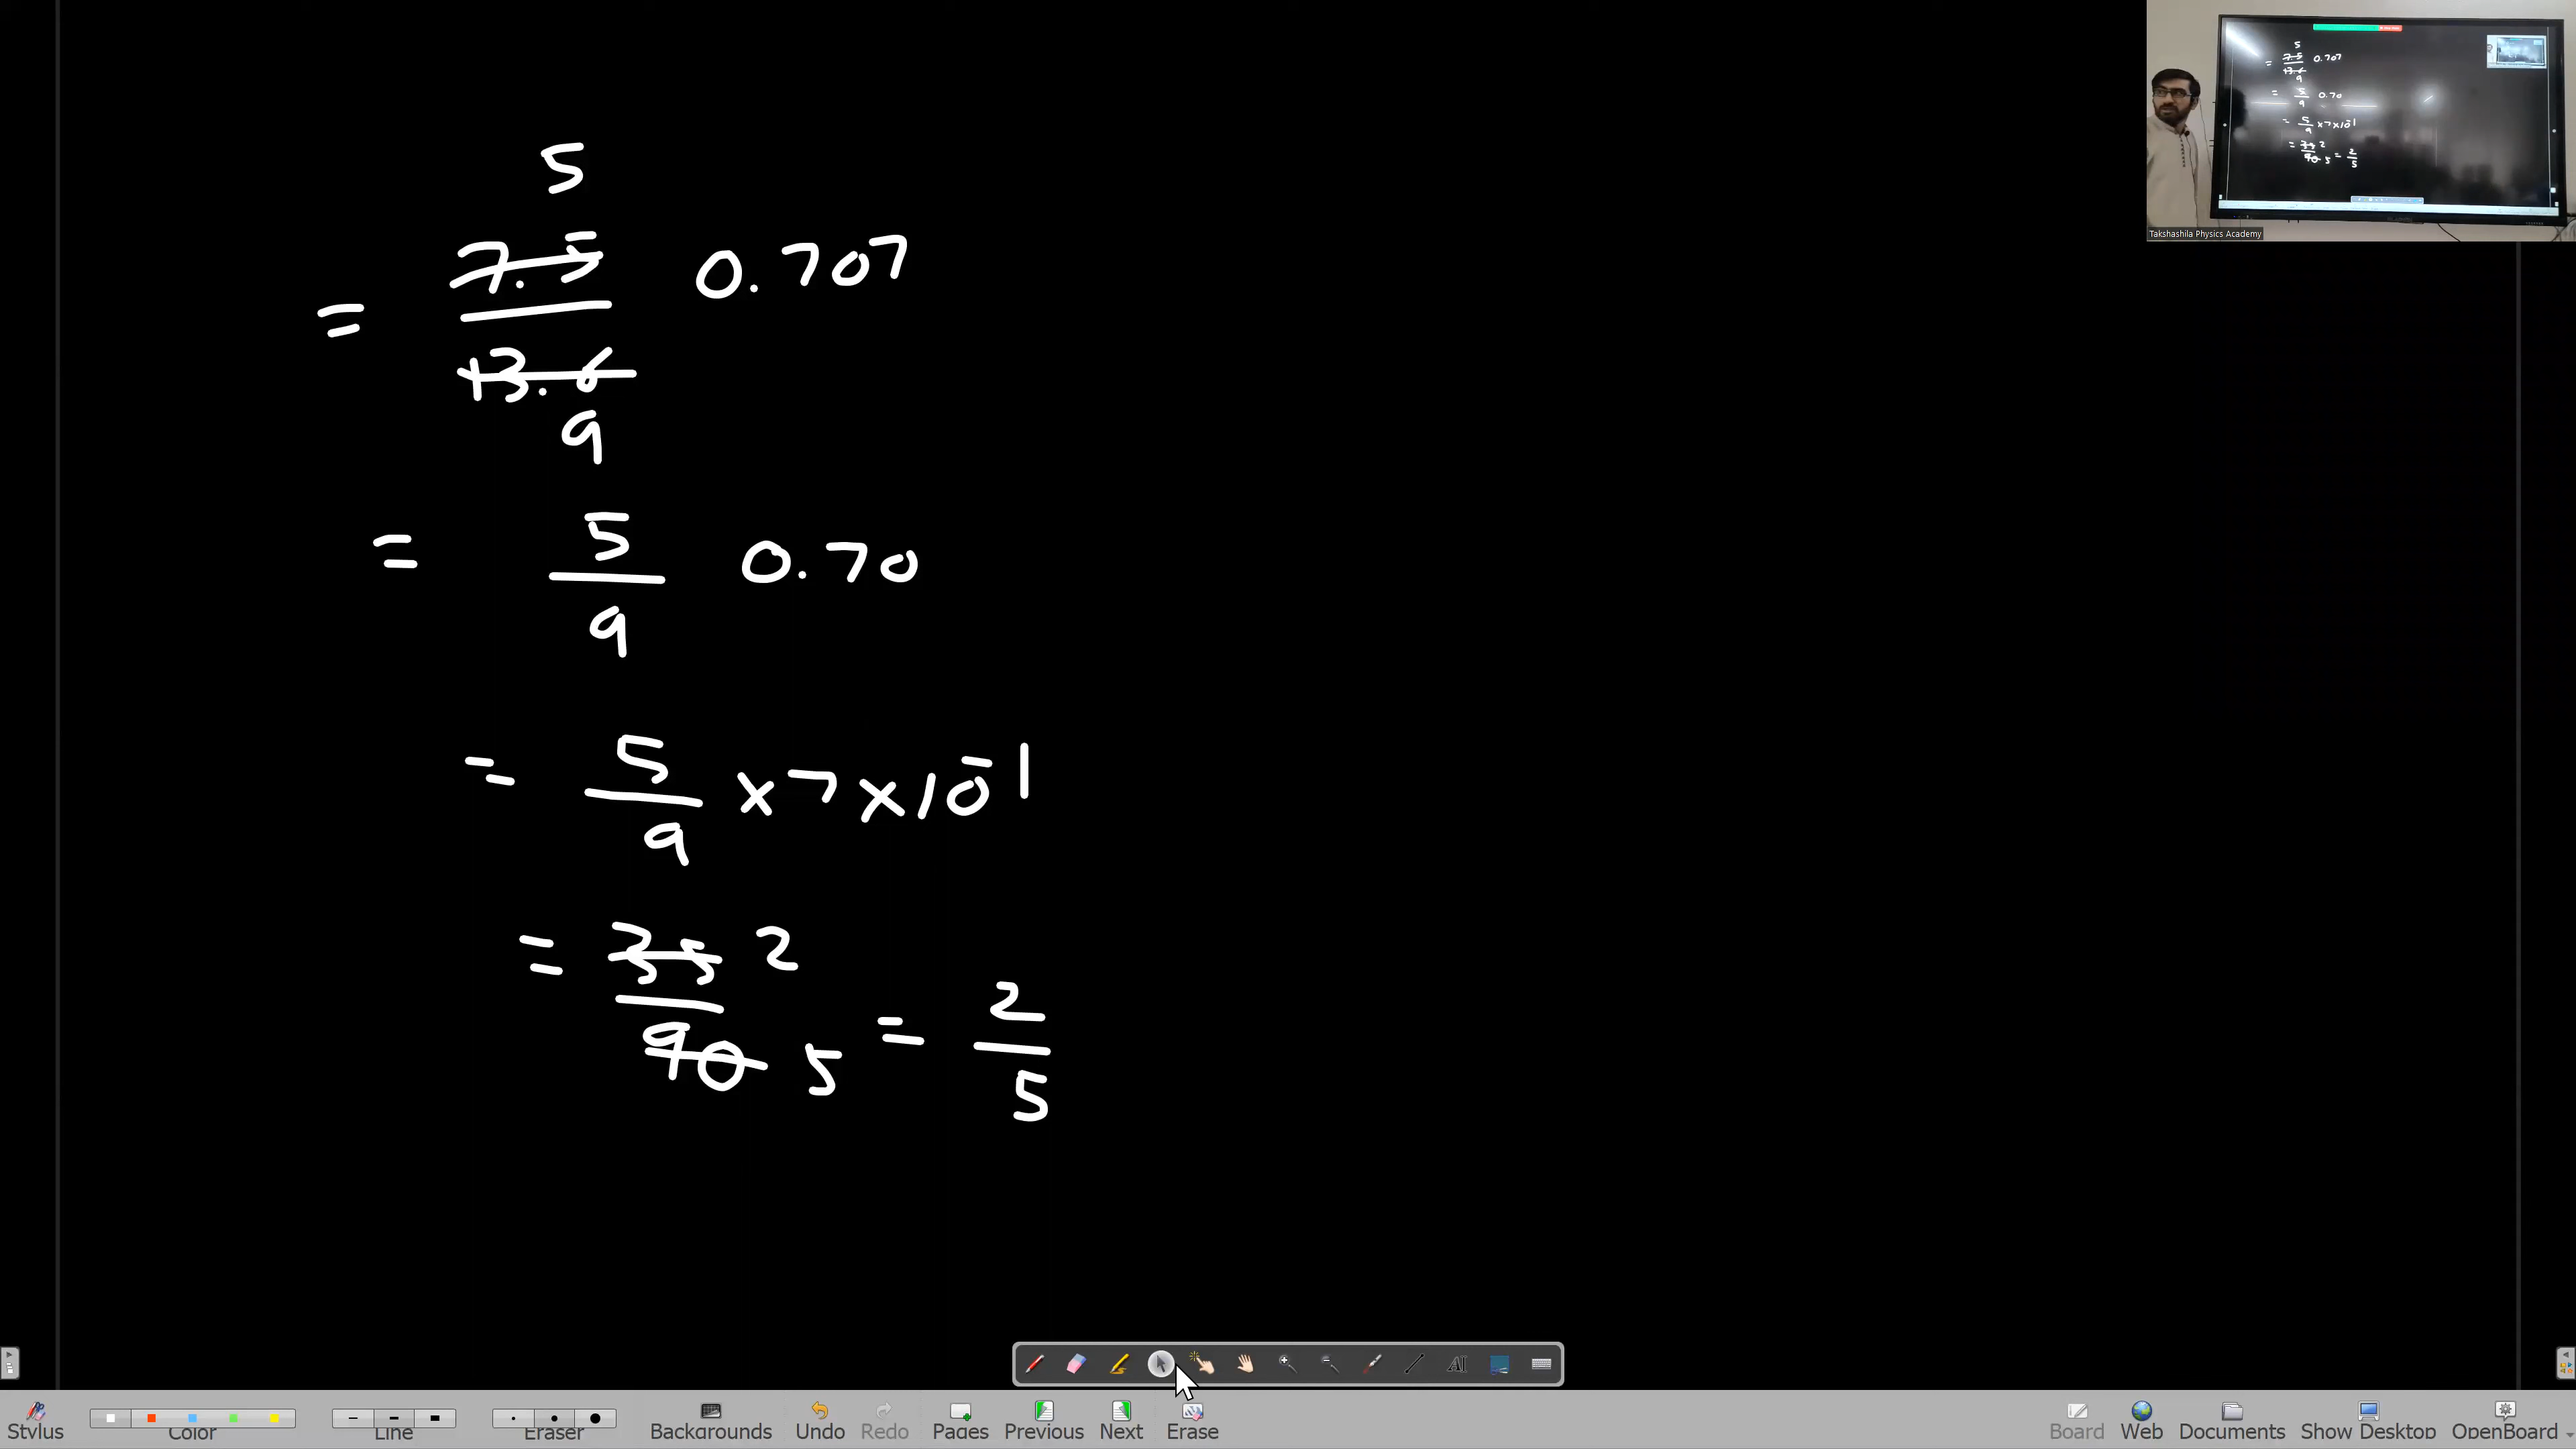 5
= 7.5/13.6 0.707
9
= 5/9 0.70
= 5/9 x 7 x 10^-1
= 35/90 2 5 = 2/5
Takshashila Physics Academy
Stylus Color Line Eraser Backgrounds Undo Redo Pages Previous Next Erase Board Web Documents Show Desktop OpenBoard